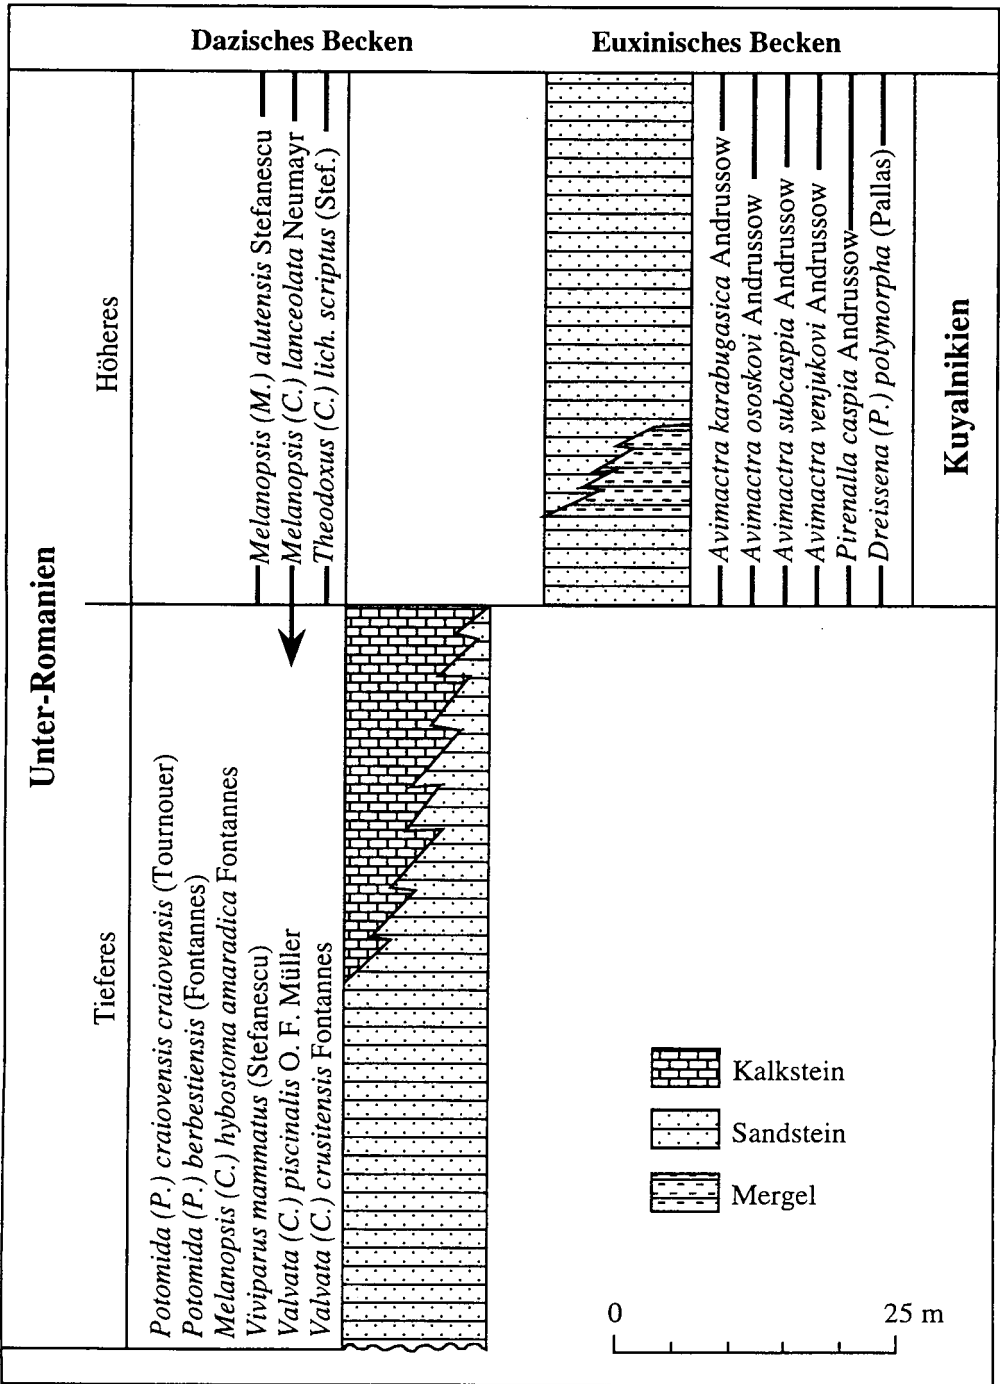 Dazisches Becken
Euxinisches Becken
Unter-Romanien
Höheres
Melanopsis (M.) alutensis Stefanescu
Melanopsis (C.) lanceolata Neumayr
Theodoxus (C.) lich. scriptus (Stef.)
Avimactra karabugasica Andrussow
Avimactra ososkovi Andrussow
Avimactra subcaspia Andrussow
Avimactra venjukovi Andrussow
Pirenalla caspia Andrussow
Dreissena (P.) polymorpha (Pallas)
Kuyalnikien
Tieferes
Potomida (P.) craiovensis craiovensis (Tournouer)
Potomida (P.) berbestiensis (Fontannes)
Melanopsis (C.) hybostoma amaradica Fontannes
Viviparus mammatus (Stefanescu)
Valvata (C.) piscinalis O. F. Müller
Valvata (C.) crusitensis Fontannes
Kalkstein
Sandstein
Mergel
0
25 m